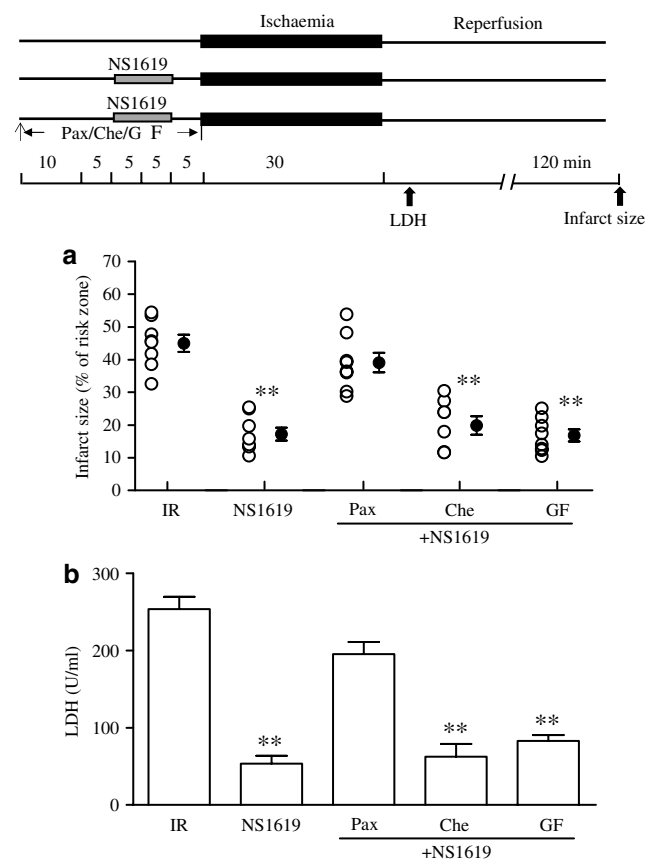 Ischaemia
Reperfusion
NS1619
NS1619
Pax/Che/G F
10 5 5 5 5 30 120 min
LDH
Infarct size
a
Infarct size (% of risk zone)
70
60
50
40
30
20
10
0
**
**
**
IR NS1619 Pax Che GF
+NS1619
b
LDH (U/ml)
300
200
100
0
**
**
**
IR NS1619 Pax Che GF
+NS1619